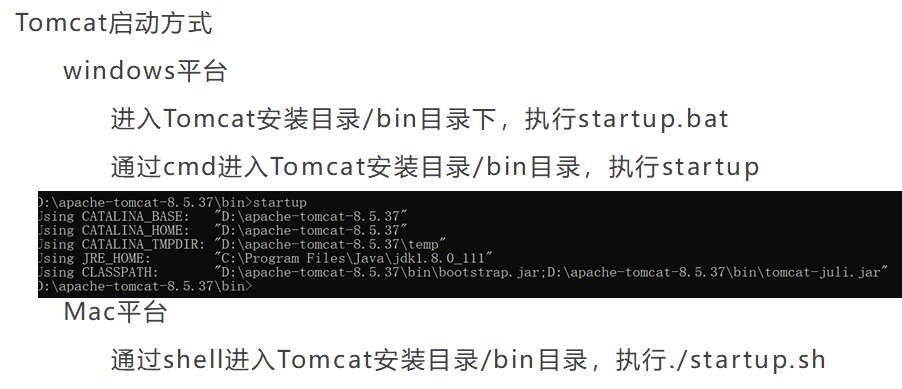 Tomcat启动方式
windows平台
进入Tomcat安装目录/bin目录下，执行startup.bat
通过cmd进入Tomcat安装目录/bin目录，执行startup
D:\apache-tomcat-8.5.37\bin>startup
Using CATALINA_BASE:   "D:\apache-tomcat-8.5.37"
Using CATALINA_HOME:   "D:\apache-tomcat-8.5.37"
Using CATALINA_TMPDIR: "D:\apache-tomcat-8.5.37\temp"
Using JRE_HOME:        "C:\Program Files\Java\jdk1.8.0_111"
Using CLASSPATH:       "D:\apache-tomcat-8.5.37\bin\bootstrap.jar;D:\apache-tomcat-8.5.37\bin\tomcat-juli.jar"
D:\apache-tomcat-8.5.37\bin>
Mac平台
通过shell进入Tomcat安装目录/bin目录，执行./startup.sh